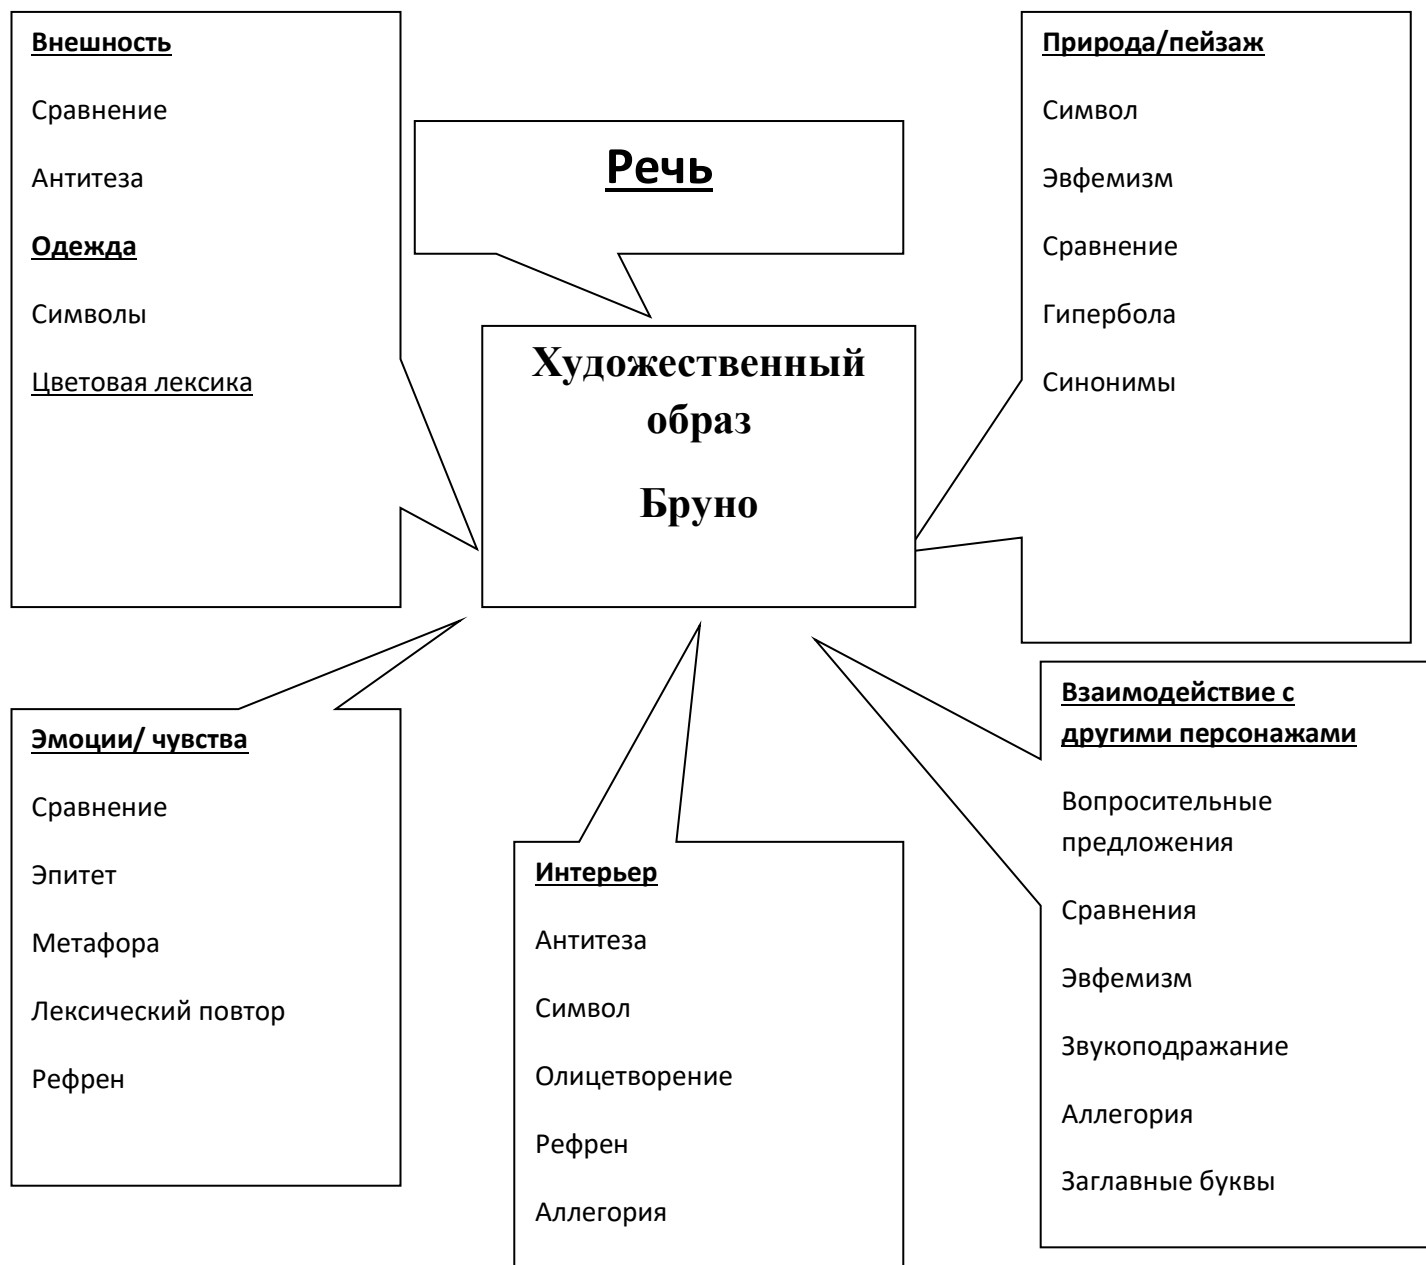 Внешность
Сравнение
Антитеза
Одежда
Символы
Цветовая лексика
Речь
Природа/пейзаж
Символ
Эвфемизм
Сравнение
Гипербола
Синонимы
Художественный
образ
Бруно
Эмоции/ чувства
Сравнение
Эпитет
Метафора
Лексический повтор
Рефрен
Интерьер
Антитеза
Символ
Олицетворение
Рефрен
Аллегория
Взаимодействие с
другими персонажами
Вопросительные
предложения
Сравнения
Эвфемизм
Звукоподражание
Аллегория
Заглавные буквы